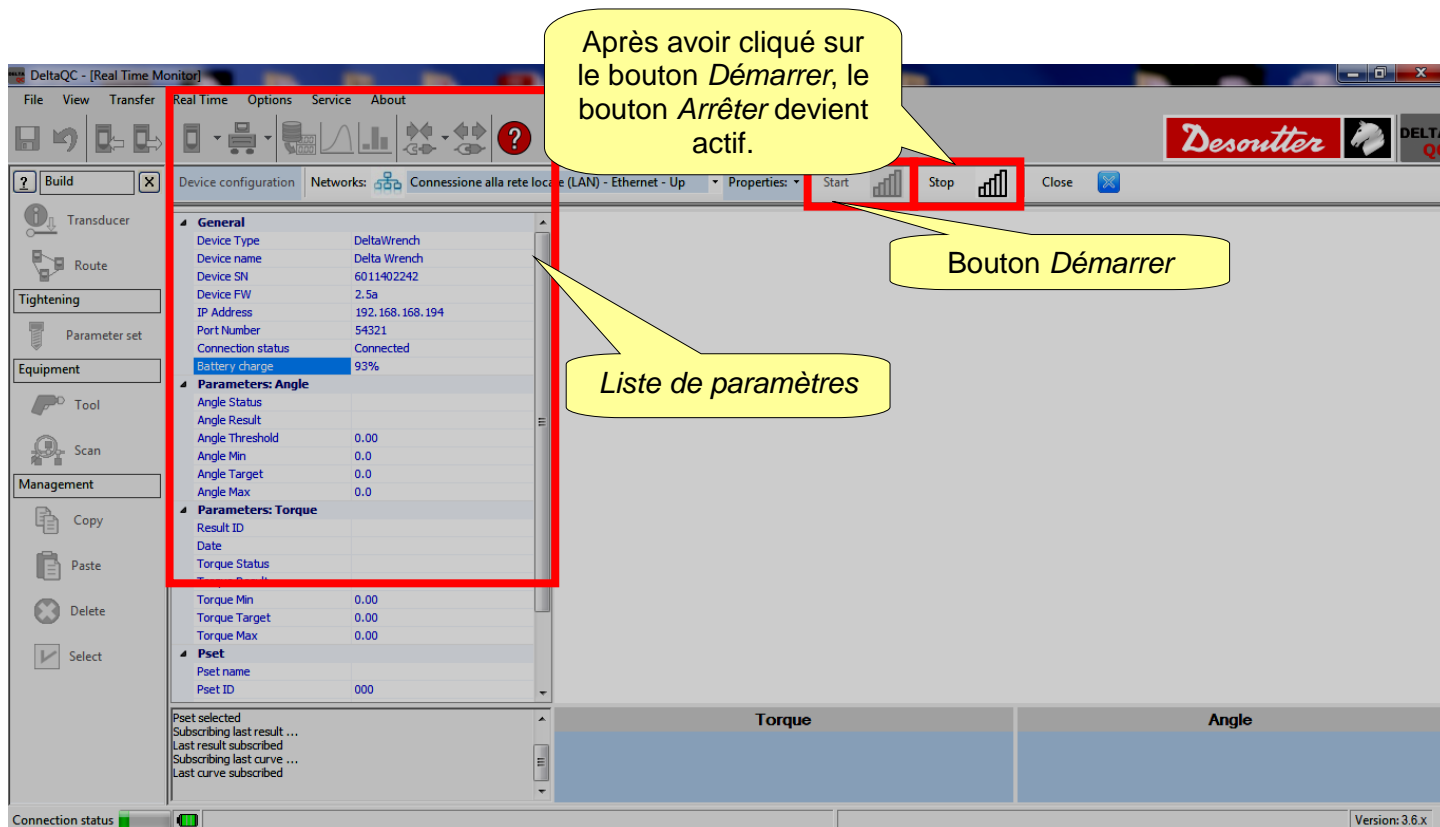 Après avoir cliqué sur
le bouton Démarrer, le
bouton Arrêter devient
actif.
DeltaQC - [Real Time Monitor]
File View Transfer Real Time Options Service About
Desoutter
DELTA
QC
? Build X
Device configuration Networks: Connessione alla rete locale (LAN) - Ethernet - Up Properties: Start Stop Close
Transducer
Route
Tightening
Parameter set
Equipment
Tool
Scan
Management
Copy
Paste
Delete
Select
General
Device Type DeltaWrench
Device name Delta Wrench
Device SN 6011402242
Device FW 2.5a
IP Address 192.168.168.194
Port Number 54321
Connection status Connected
Battery charge 93%
Parameters: Angle
Angle Status
Angle Result
Angle Threshold 0.00
Angle Min 0.0
Angle Target 0.0
Angle Max 0.0
Parameters: Torque
Result ID
Date
Torque Status
Torque Min 0.00
Torque Target 0.00
Torque Max 0.00
Pset
Pset name
Pset ID 000
Bouton Démarrer
Liste de paramètres
Pset selected
Subscribing last result ...
Last result subscribed
Subscribing last curve ...
Last curve subscribed
Torque
Angle
Connection status
Version: 3.6.x